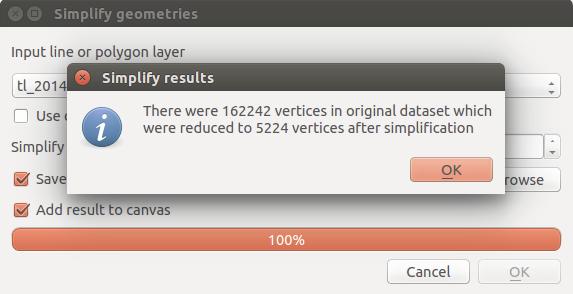 Simplify geometries
Input line or polygon layer
Simplify results
tl_2014
There were 162242 vertices in original dataset which
were reduced to 5224 vertices after simplification
Use
Simplify
OK
Save
Add result to canvas
100%
Cancel
OK